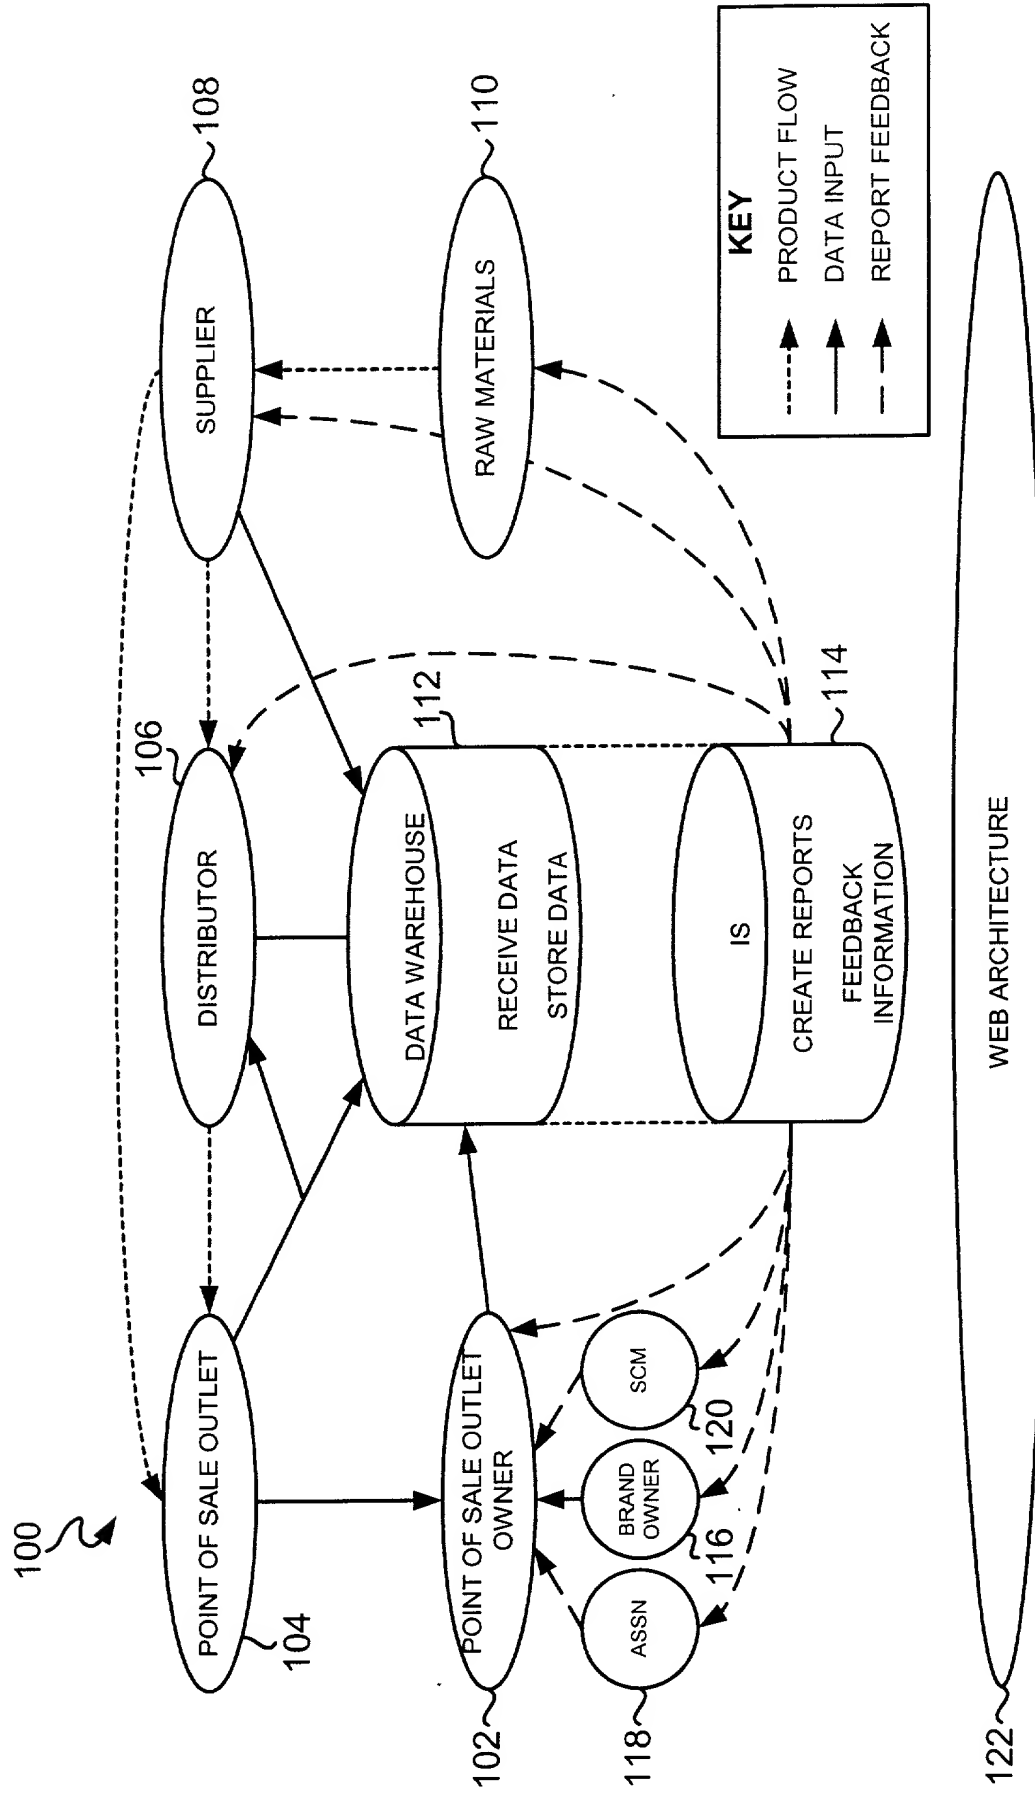 100
POINT OF SALE OUTLET
104
DISTRIBUTOR
106
SUPPLIER
108
POINT OF SALE OUTLET
OWNER
102
DATA WAREHOUSE
RECEIVE DATA
STORE DATA
112
RAW MATERIALS
110
ASSN
118
BRAND
OWNER
116
SCM
120
IS
CREATE REPORTS
FEEDBACK
INFORMATION
114
KEY
PRODUCT FLOW
DATA INPUT
REPORT FEEDBACK
WEB ARCHITECTURE
122